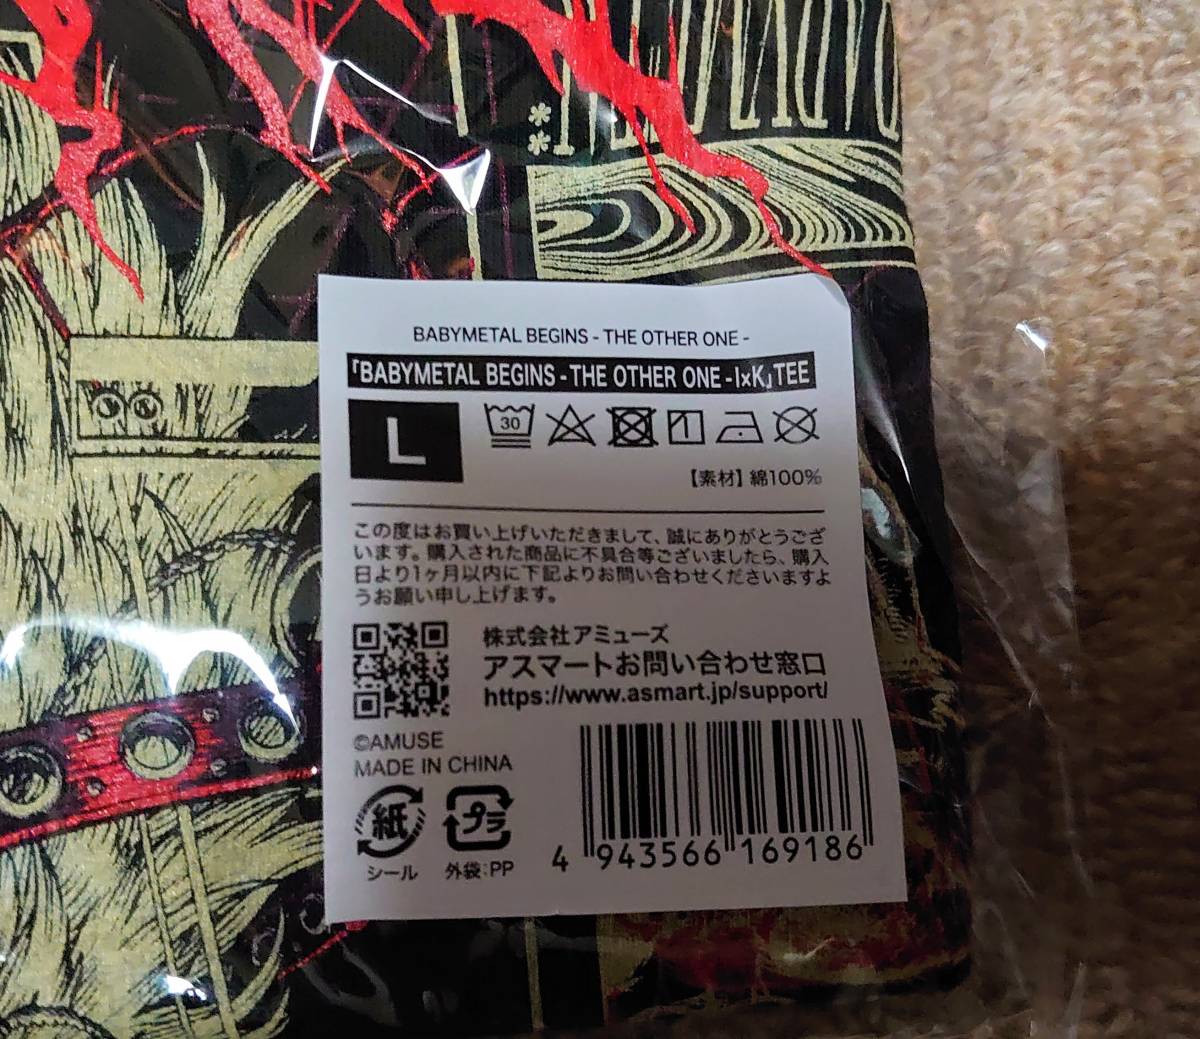 BABYMETAL BEGINS - THE OTHER ONE -
「BABYMETAL BEGINS -THE OTHER ONE -I×K」TEE
L
30
【素材】綿100%
この度はお買い上げいただきまして、誠にありがとうござ
います。購入された商品に不具合等ございましたら、購入
日より1ヶ月以内に下記よりお問い合わせくださいますよ
うお願い申し上げます。
株式会社アミューズ
アスマートお問い合わせ窓口
https://www.asmart.jp/support/
©AMUSE
MADE IN CHINA
紙
シール
プラ
外袋:PP
4 943566 169186